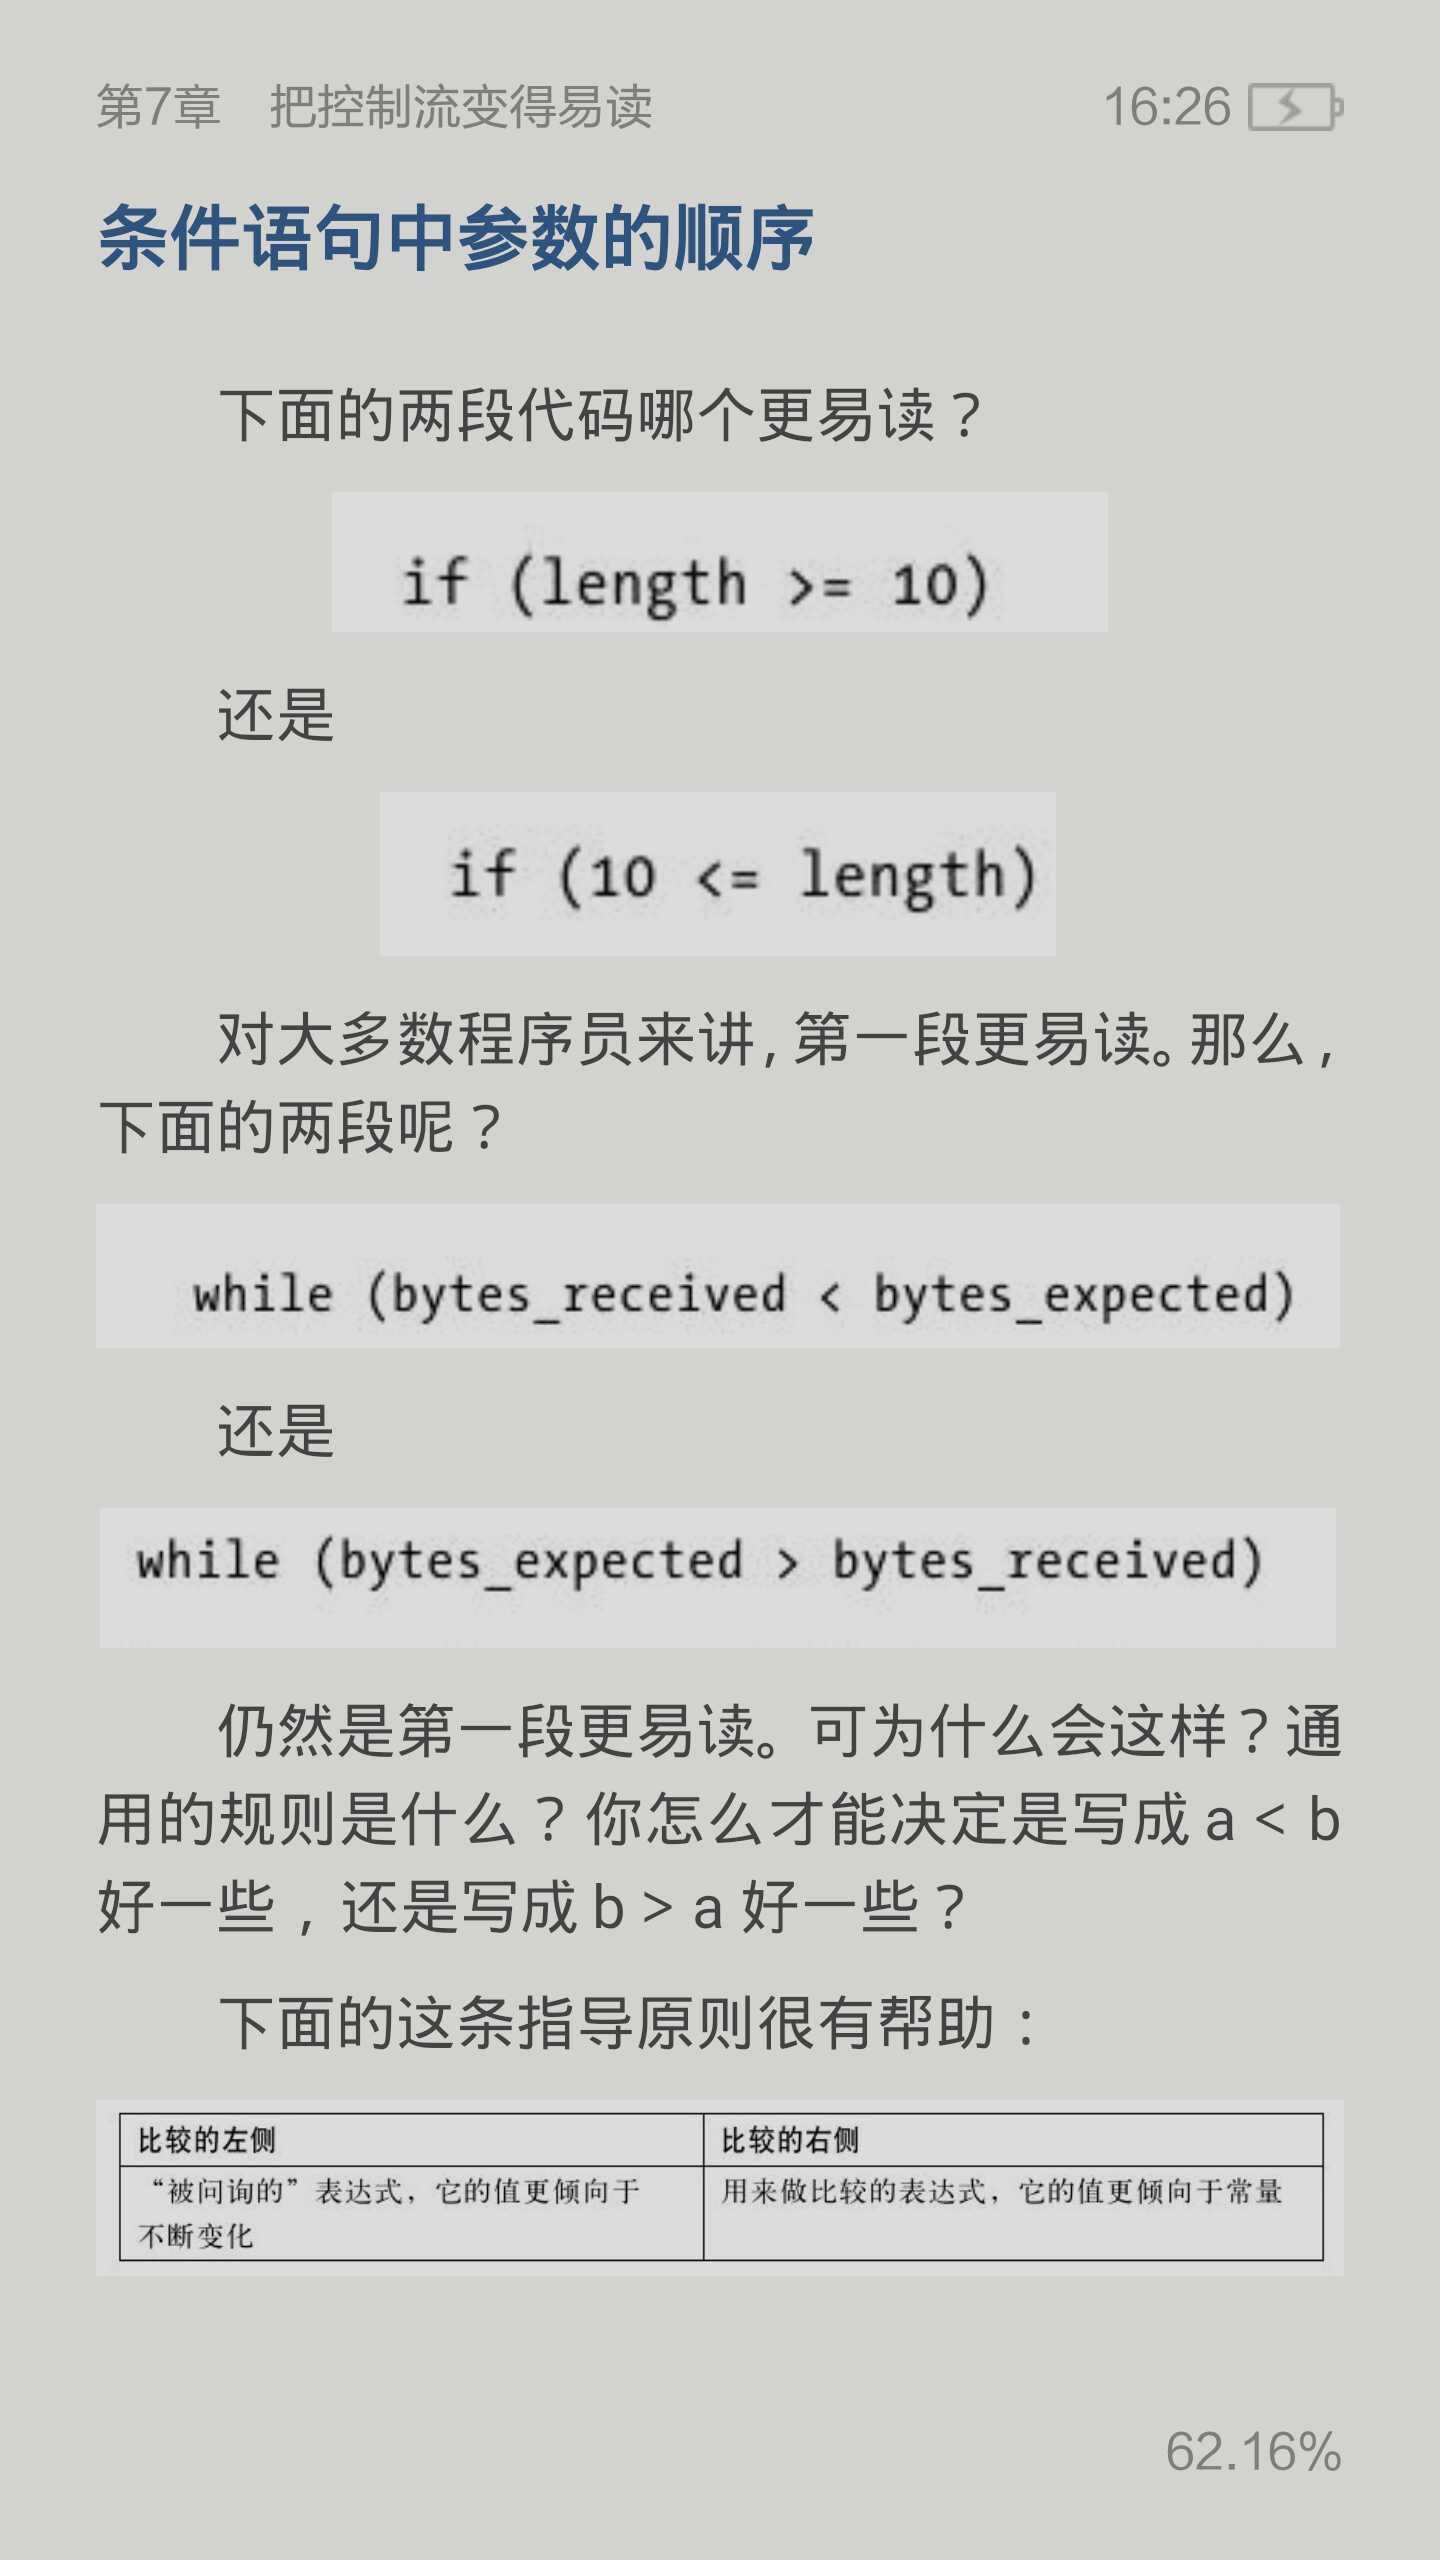 第7章 把控制流变得易读 16:26
条件语句中参数的顺序
下面的两段代码哪个更易读？
if (length >= 10)
还是
if (10 <= length)
对大多数程序员来讲，第一段更易读。那么，
下面的两段呢？
while (bytes_received < bytes_expected)
还是
while (bytes_expected > bytes_received)
仍然是第一段更易读。可为什么会这样？通
用的规则是什么？你怎么才能决定是写成 a < b
好一些，还是写成 b > a 好一些？
下面的这条指导原则很有帮助：
比较的左侧 比较的右侧
“被问询的”表达式，它的值更倾向于 用来做比较的表达式，它的值更倾向于常量
不断变化
62.16%